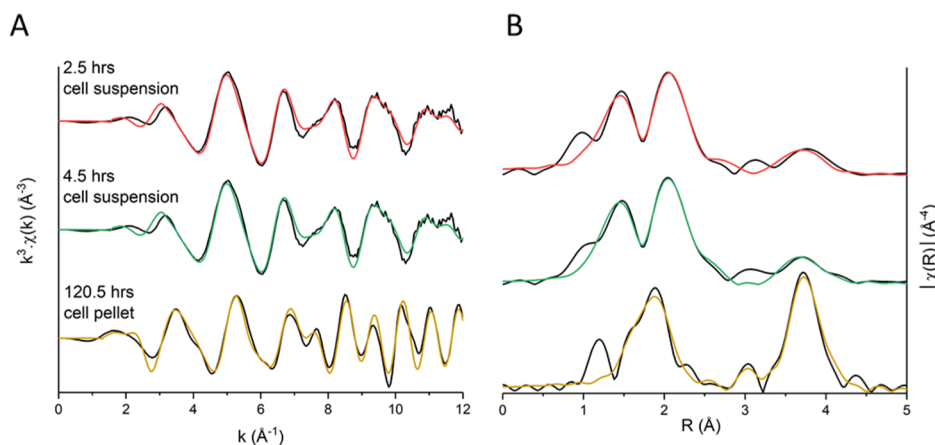 A
B
2.5 hrs
cell suspension
4.5 hrs
cell suspension
120.5 hrs
cell pellet
k³·χ(k) (Å⁻³)
|χ(R)| (Å⁻⁴)
0 2 4 6 8 10 12
0 1 2 3 4 5
k (Å⁻¹)
R (Å)